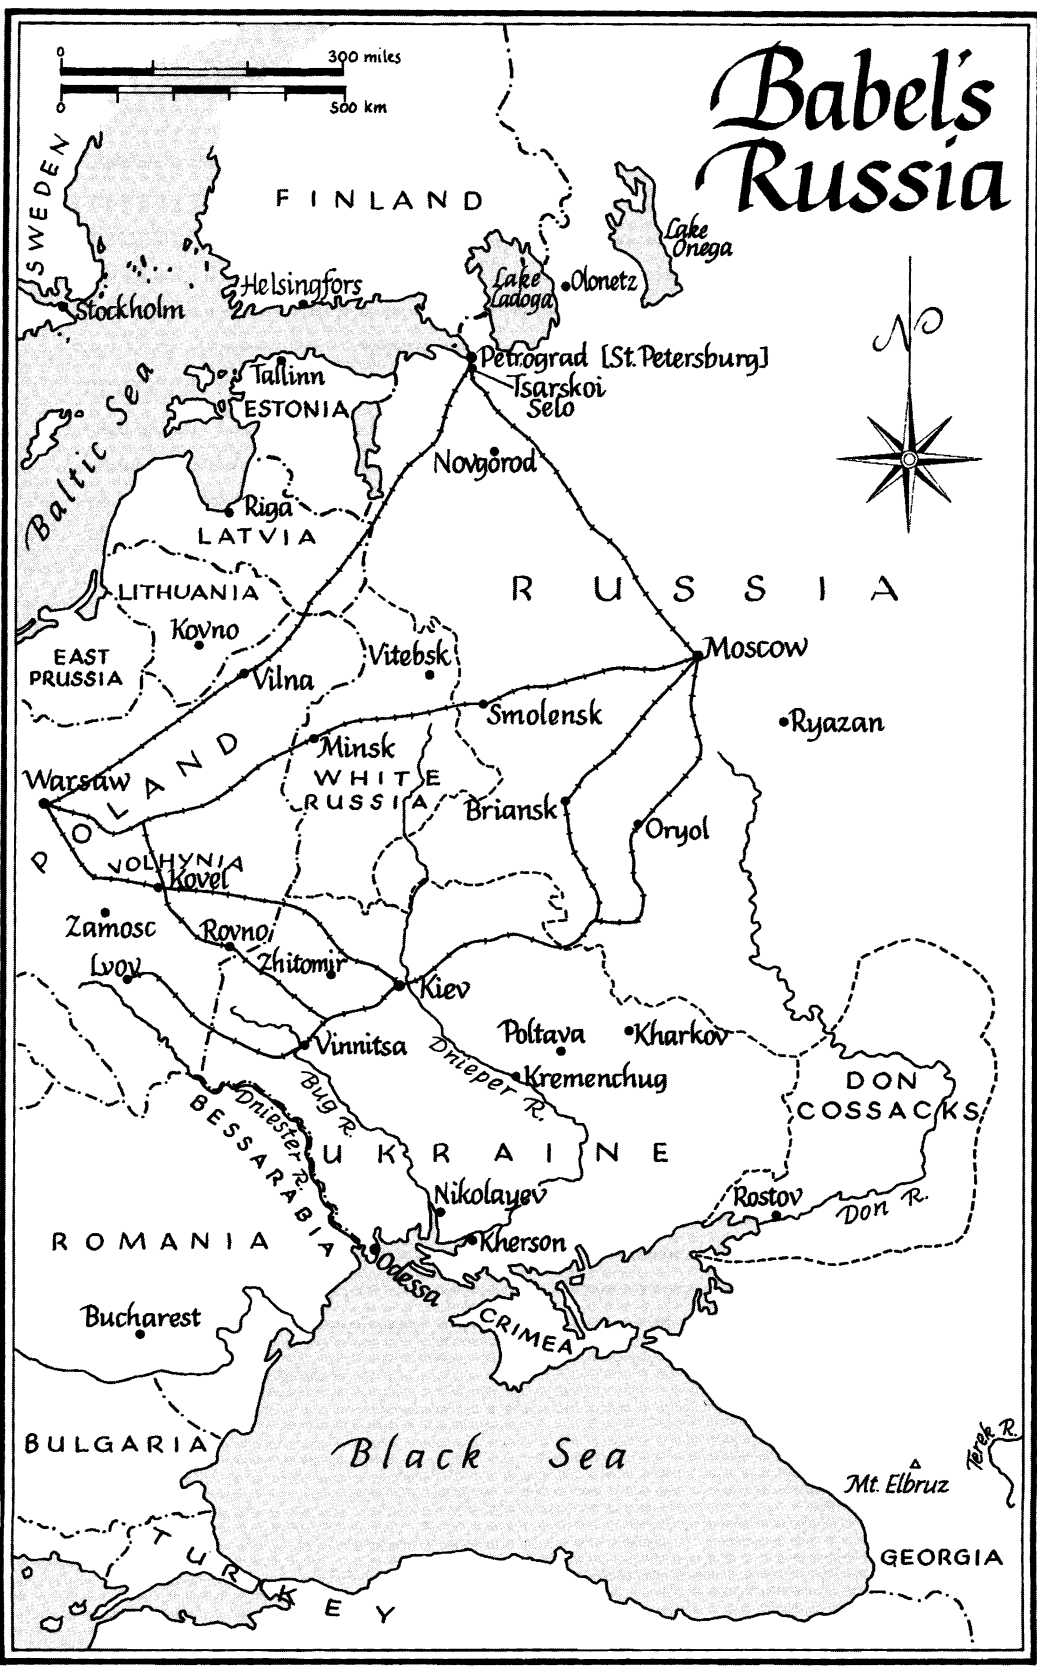 0 300 miles
0 500 km
Babel's
Russia
SWEDEN
FINLAND
Lake
Onega
Lake
Ladoga
Olonetz
Helsingfors
Stockholm
Petrograd [St. Petersburg]
Tsarskoi
Selo
Tallinn
ESTONIA
Baltic Sea
Novgorod
N
Riga
LATVIA
RUSSIA
LITHUANIA
Kovno
EAST
PRUSSIA
Vilna
Vitebsk
Moscow
Smolensk
Ryazan
Minsk
WHITE
RUSSIA
Warsaw
POLAND
Briansk
Oryol
VOLHYNIA
Kovel
Zamosc
Rovno
Lvov
Zhitomir
Kiev
Vinnitsa
Poltava
Kharkov
Dnieper R.
Kremenchug
Bug R.
DON
COSSACKS
Dniester R.
BESSARABIA
UKRAINE
Nikolayev
Rostov
Don R.
ROMANIA
Kherson
Odessa
Bucharest
CRIMEA
BULGARIA
Black Sea
Terek R.
Mt. Elbruz
TURKEY
GEORGIA